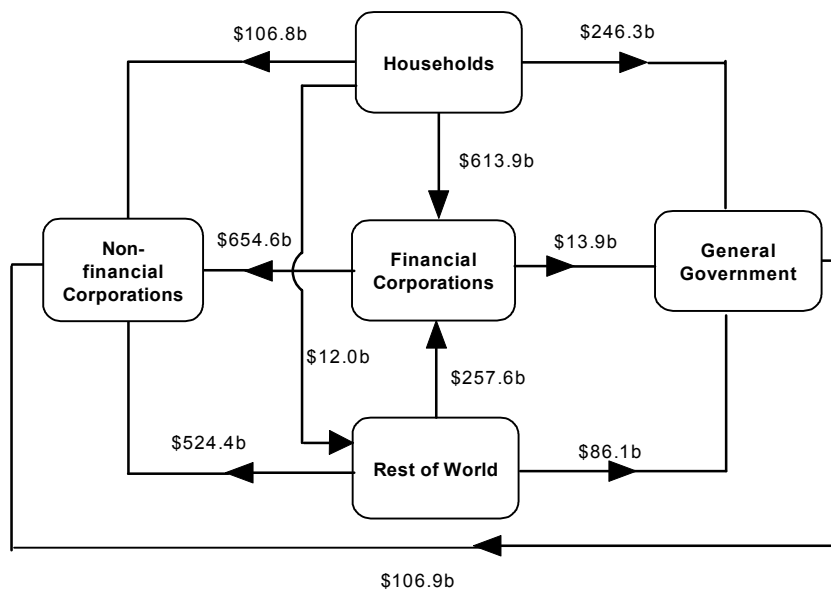 $106.8b
$246.3b
Households
$613.9b
Non-
financial
Corporations
$654.6b
Financial
Corporations
$13.9b
General
Government
$12.0b
$257.6b
$524.4b
Rest of World
$86.1b
$106.9b